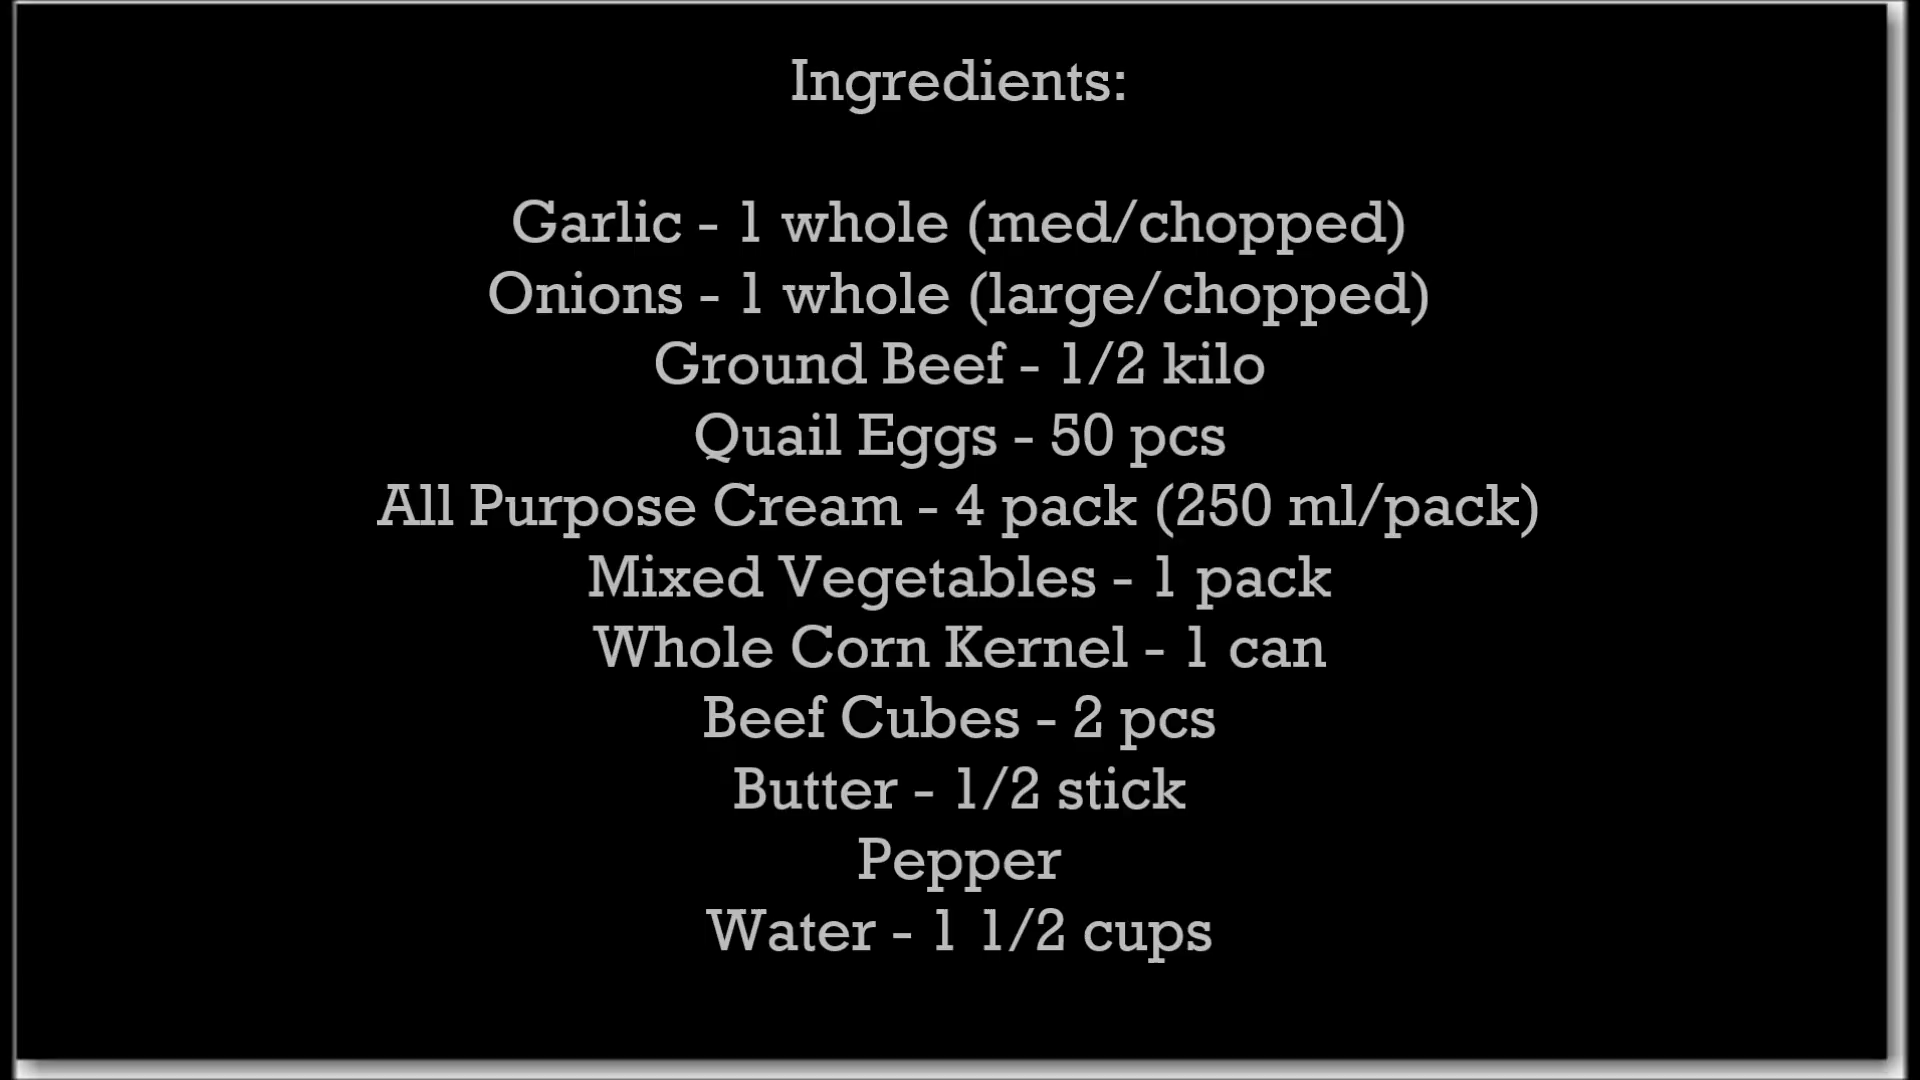 Ingredients:
Garlic - 1 whole (med/chopped)
Onions - 1 whole (large/chopped)
Ground Beef - 1/2 kilo
Quail Eggs - 50 pcs
All Purpose Cream - 4 pack (250 ml/pack)
Mixed Vegetables - 1 pack
Whole Corn Kernel - 1 can
Beef Cubes - 2 pcs
Butter - 1/2 stick
Pepper
Water - 1 1/2 cups